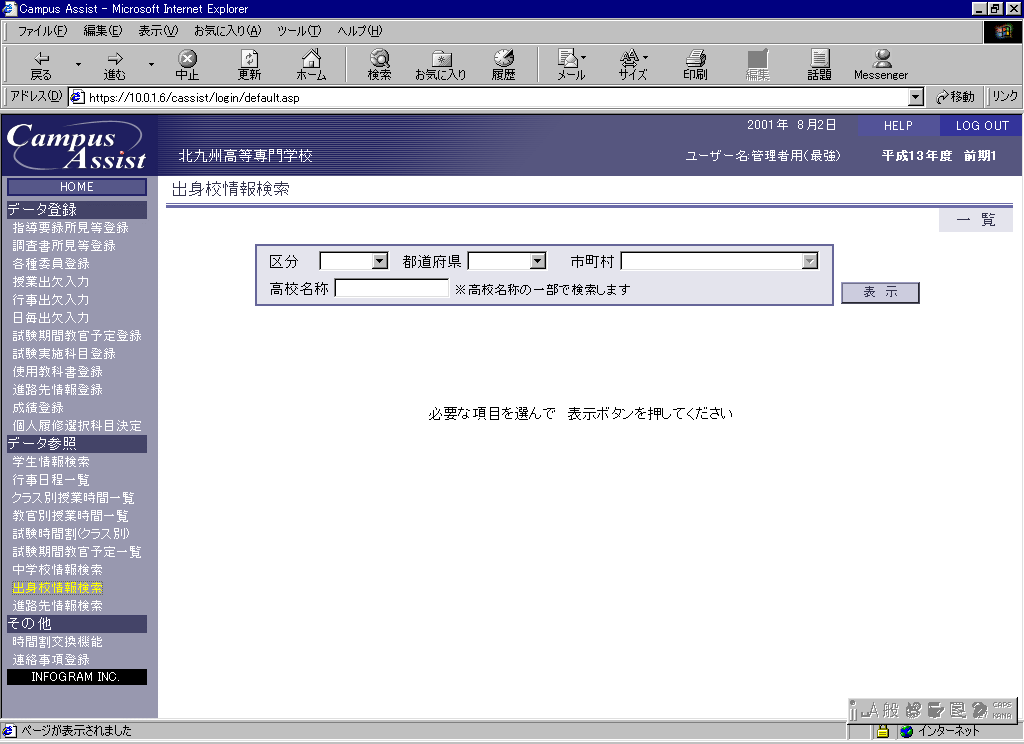 Campus Assist - Microsoft Internet Explorer
ファイル(F) 編集(E) 表示(V) お気に入り(A) ツール(T) ヘルプ(H)
戻る 進む 中止 更新 ホーム 検索 お気に入り 履歴 メール サイズ 印刷 編集 話題 Messenger
アドレス(D) https://10.0.1.6/cassist/login/default.asp 移動 リンク
Campus Assist
2001年 8月2日 HELP LOG OUT
北九州高等専門学校 ユーザー名:管理者用(最強) 平成13年度 前期1
HOME
データ登録
指導要録所見等登録
調査書所見等登録
各種委員登録
授業出欠入力
行事出欠入力
日毎出欠入力
試験期間教官予定登録
試験実施科目登録
使用教科書登録
進路先情報登録
成績登録
個人履修選択科目決定
データ参照
学生情報検索
行事日程一覧
クラス別授業時間一覧
教官別授業時間一覧
試験時間割(クラス別)
試験期間教官予定一覧
中学校情報検索
出身校情報検索
進路先情報検索
その他
時間割交換機能
連絡事項登録
INFOGRAM INC.
出身校情報検索
一 覧
区分 都道府県 市町村
高校名称 ※高校名称の一部で検索します
表 示
必要な項目を選んで 表示ボタンを押してください
A 般 CAPS KANA
ページが表示されました インターネット